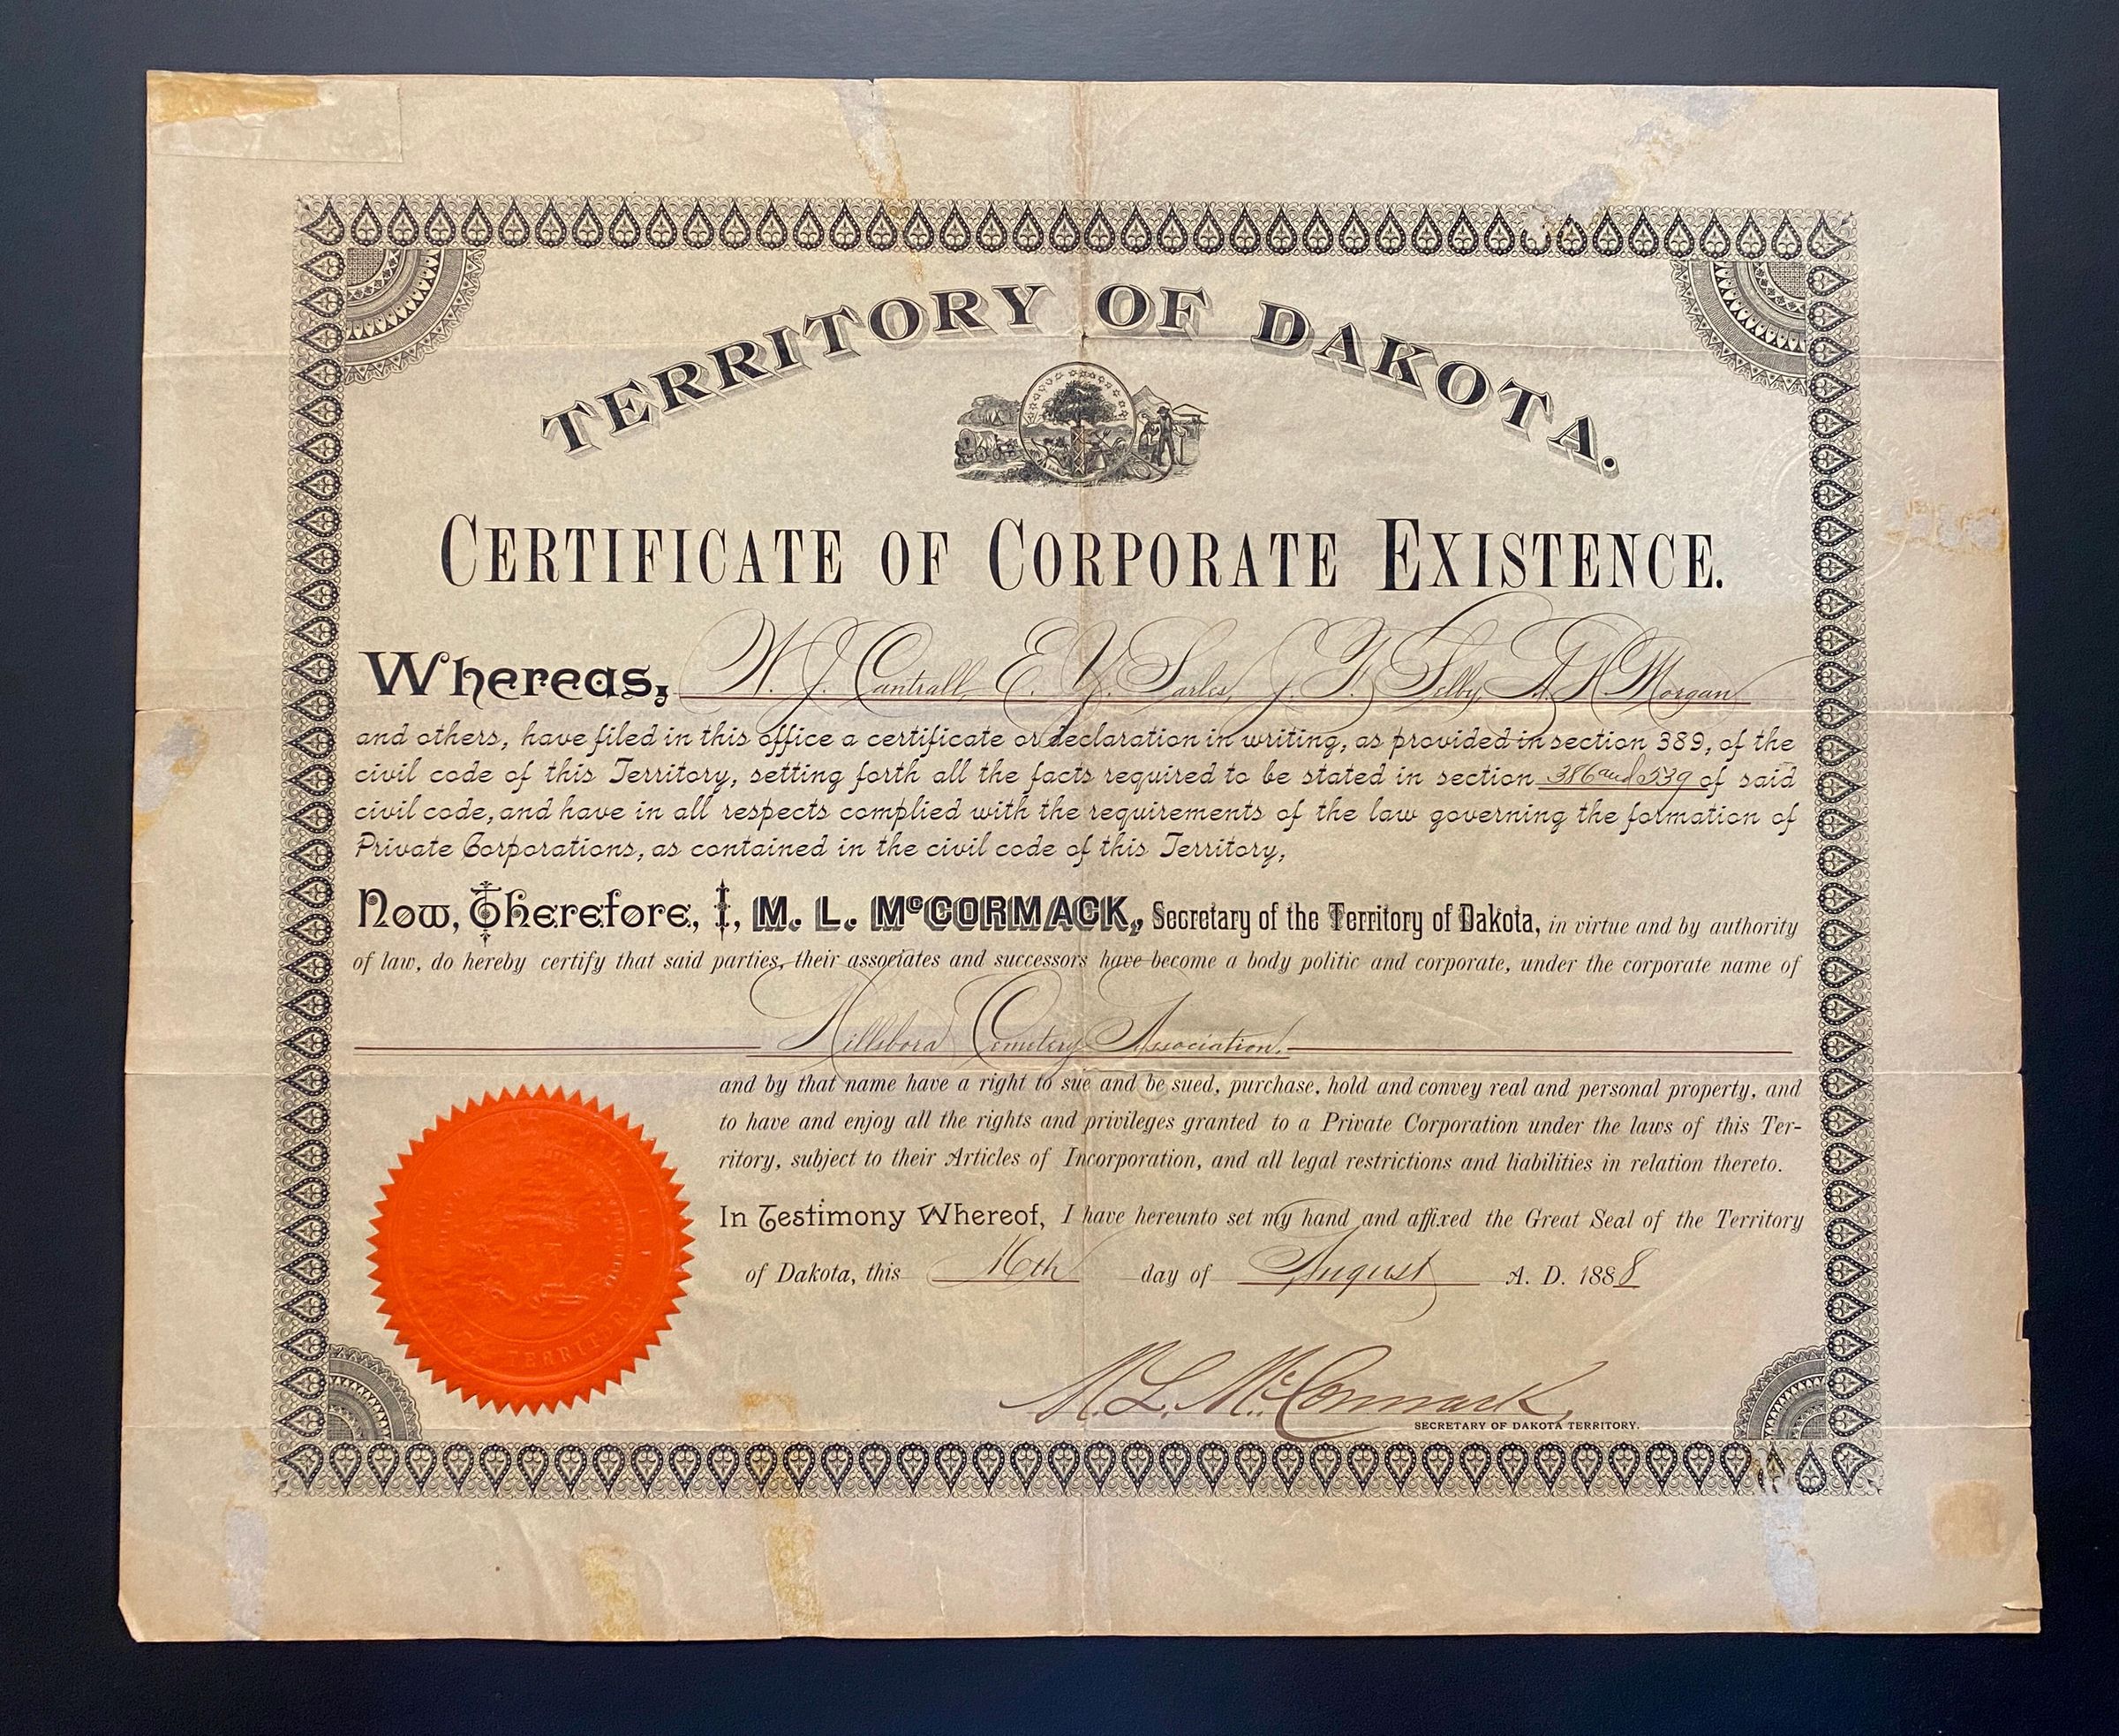 TERRITORY OF DAKOTA.
CERTIFICATE OF CORPORATE EXISTENCE.
Whereas, W. J. Cantrall E. Y. Sarles, J. F. Selby A. H. Morgan
and others, have filed in this office a certificate or declaration in writing, as provided in section 389, of the
civil code of this Territory, setting forth all the facts required to be stated in section 386 and 539 of said
civil code, and have in all respects complied with the requirements of the law governing the formation of
Private Corporations, as contained in the civil code of this Territory,
Now, Therefore, I, M. L. McCORMACK, Secretary of the Territory of Dakota, in virtue and by authority
of law, do hereby certify that said parties, their associates and successors have become a body politic and corporate, under the corporate name of
Hillsboro Cemetery Association.
and by that name have a right to sue and be sued, purchase, hold and convey real and personal property, and
to have and enjoy all the rights and privileges granted to a Private Corporation under the laws of this Ter-
ritory, subject to their Articles of Incorporation, and all legal restrictions and liabilities in relation thereto.
In Testimony Whereof, I have hereunto set my hand and affixed the Great Seal of the Territory
of Dakota, this 16th day of August A. D. 1888
M. L. McCormack,
SECRETARY OF DAKOTA TERRITORY.
TERRITORY